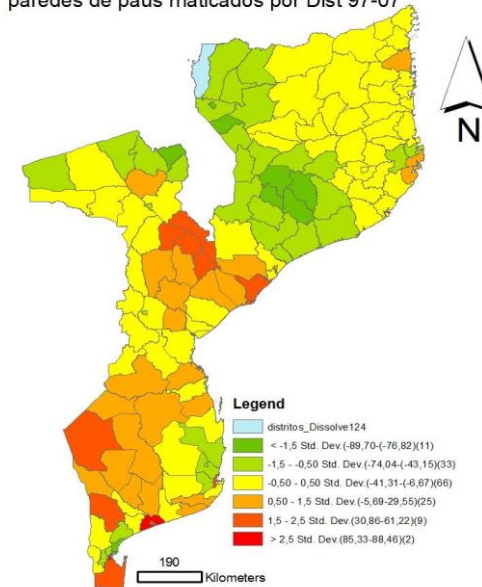 paredes de paus maticados por Dist 97-07
N
Legend
distritos_Dissolve124
< -1,5 Std. Dev.(-89,70-(-76,82)(11)
-1,5 - -0,50 Std. Dev.(-74,04-(-43,15)(33)
-0,50 - 0,50 Std. Dev.(-41,31-(-6,67)(66)
0,50 - 1,5 Std. Dev.(-5,69-29,55)(25)
1,5 - 2,5 Std. Dev.(30,86-61,22)(9)
> 2,5 Std. Dev.(85,33-88,46)(2)
190
Kilometers